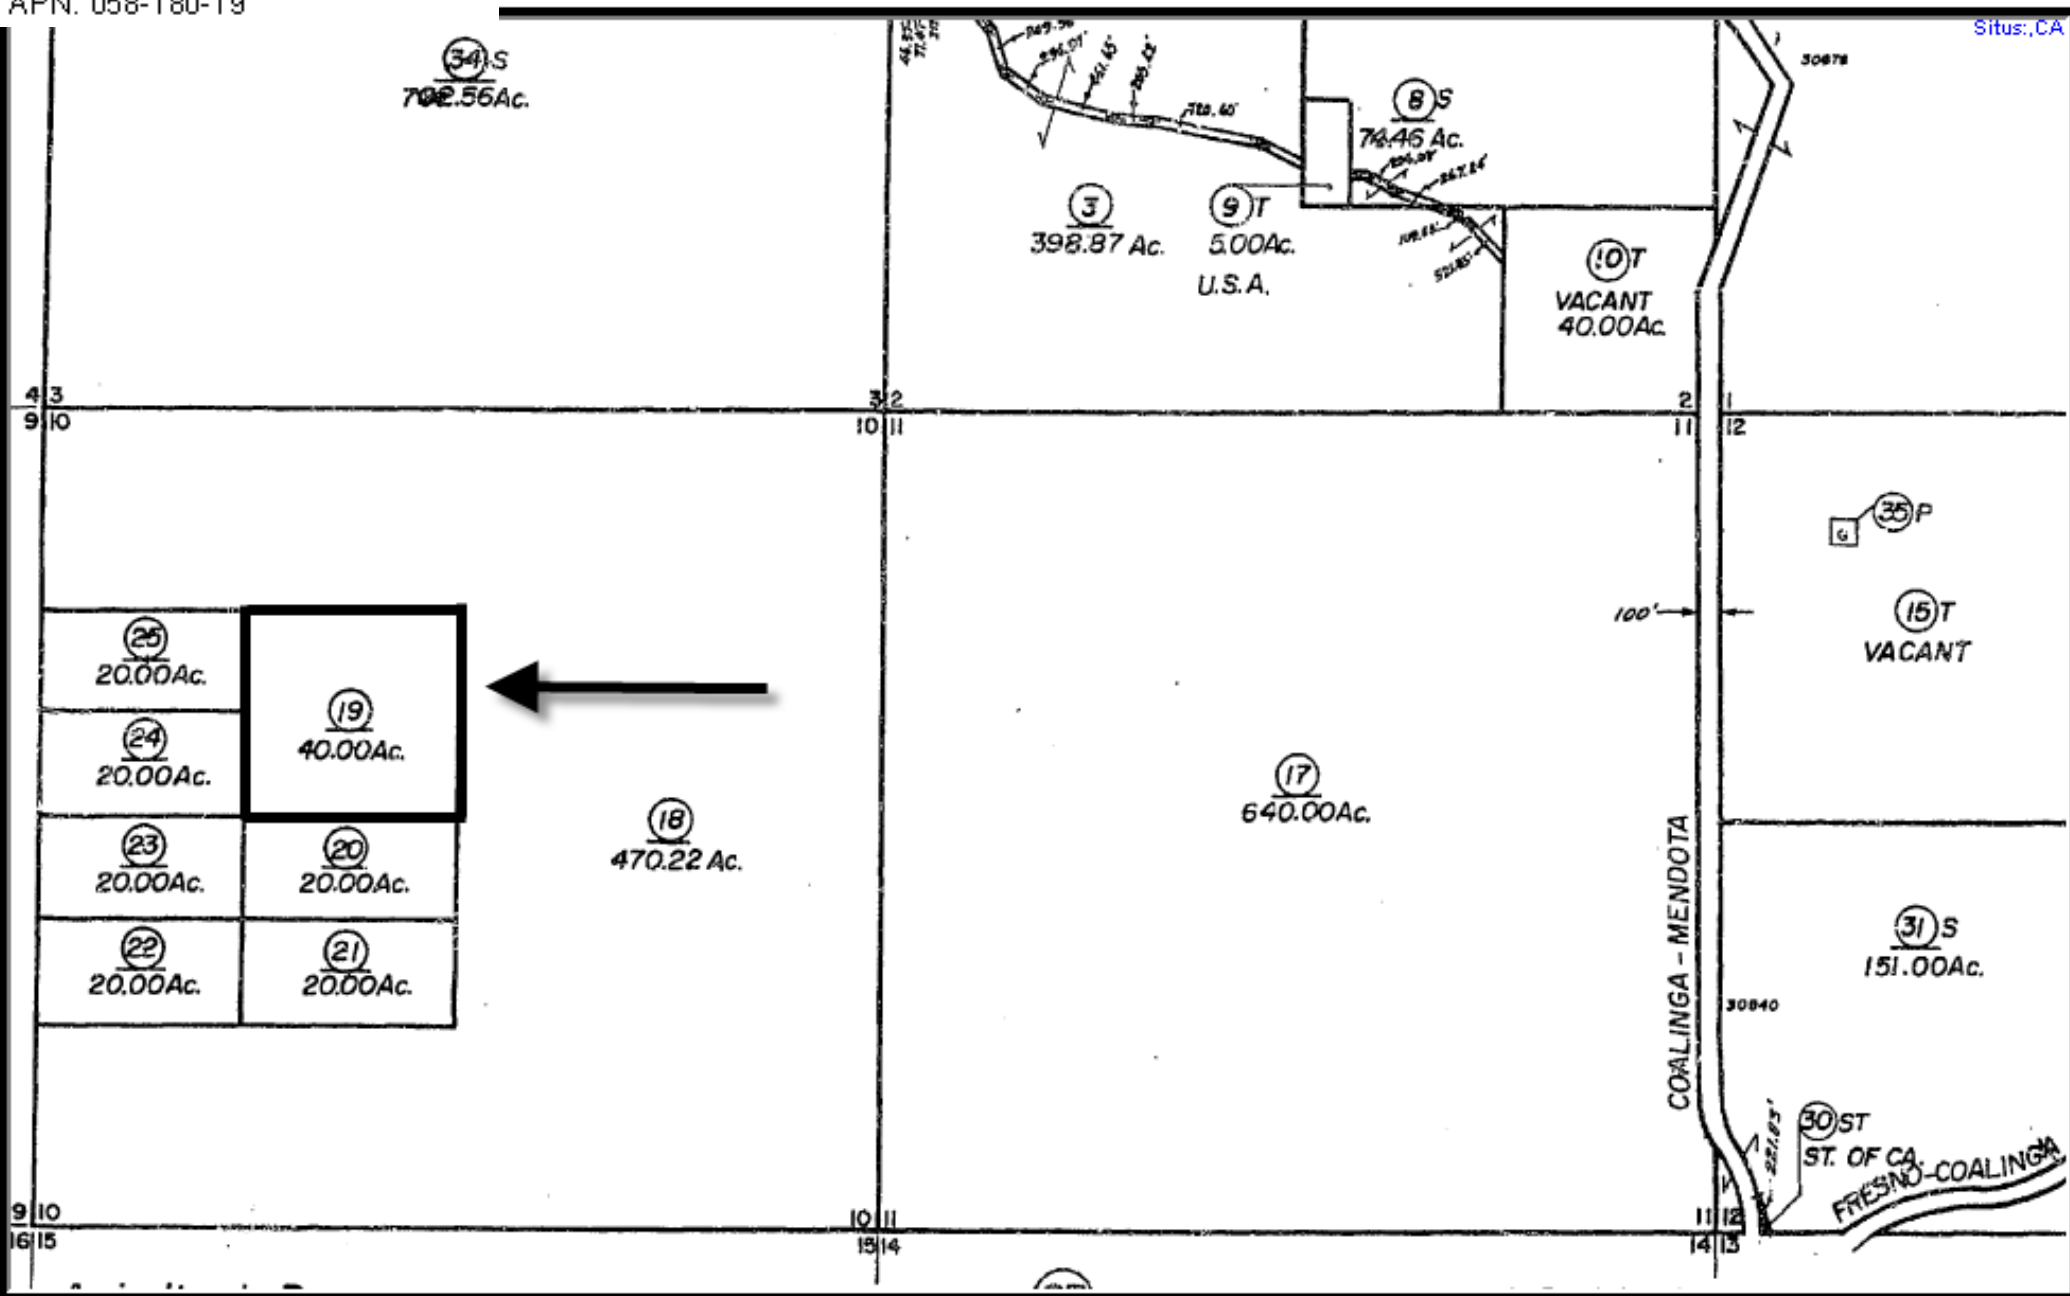 APN: 058-180-19
Situs:,CA
34 S
3
398.87 Ac.
9 T
5.00Ac.
U.S.A.
8 S
Ac.
10 T
VACANT
40.00Ac.
30678
4 3
9 10
3 2
10 11
2 1
11 12
35 P
G
15 T
VACANT
100'
25
20.00Ac.
24
20.00Ac.
19
40.00Ac.
23
20.00Ac.
20
20.00Ac.
22
20.00Ac.
21
20.00Ac.
18
470.22 Ac.
17
640.00Ac.
COALINGA - MENDOTA
31 S
151.00Ac.
30840
221.83'
30 ST
ST. OF CA.
FRESNO-COALINGA
9 10
16 15
10 11
15 14
11 12
14 13